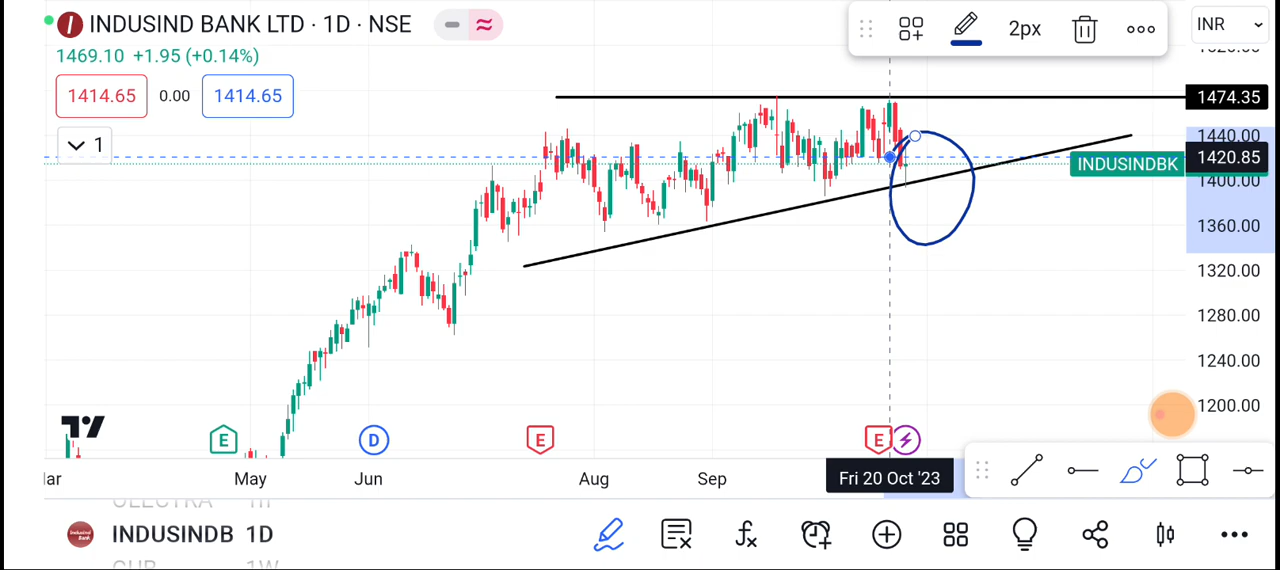 INDUSIND BANK LTD · 1D · NSE
2px
INR
1469.10 +1.95 (+0.14%)
1414.65 0.00 1414.65
1474.35
1
1440.00
1420.85
INDUSINDBK
1400.00
1360.00
1320.00
1280.00
1240.00
1200.00
E D E E
ar May Jun Aug Sep Fri 20 Oct '23
INDUSINDB 1D